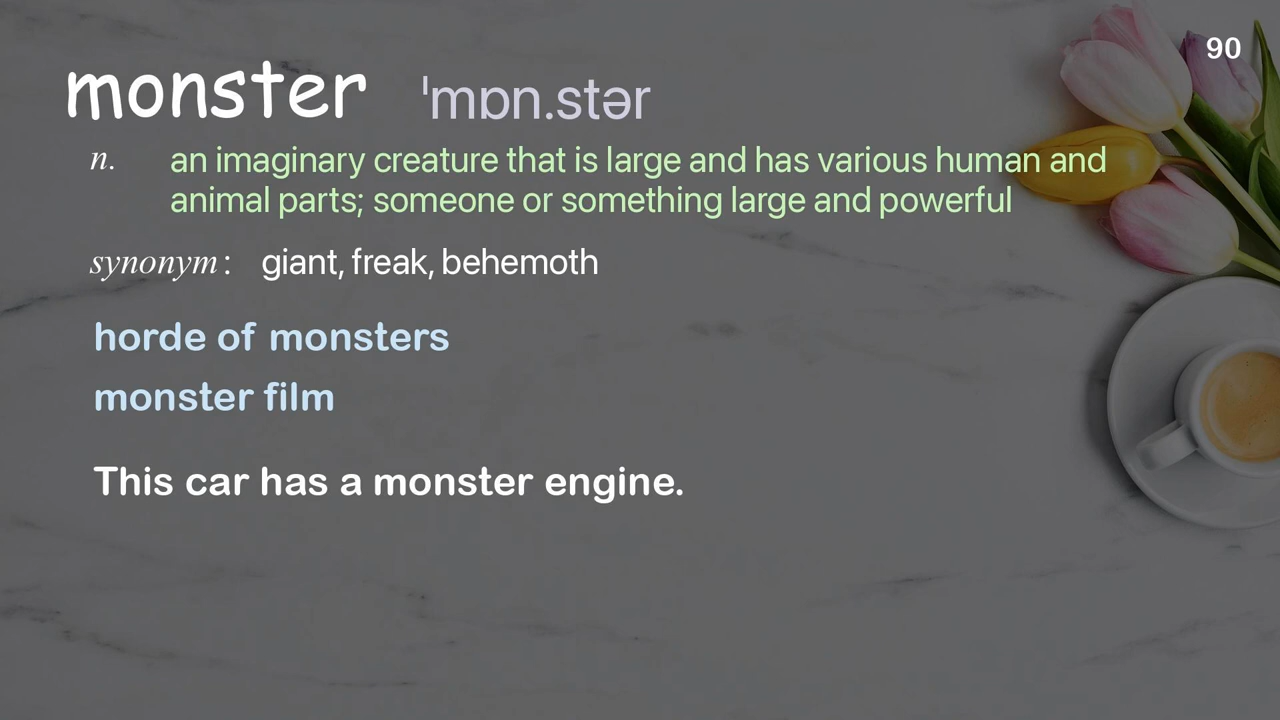 90
monster ˈmɒn.stər
n. an imaginary creature that is large and has various human and
animal parts; someone or something large and powerful
synonym : giant, freak, behemoth
horde of monsters
monster film
This car has a monster engine.